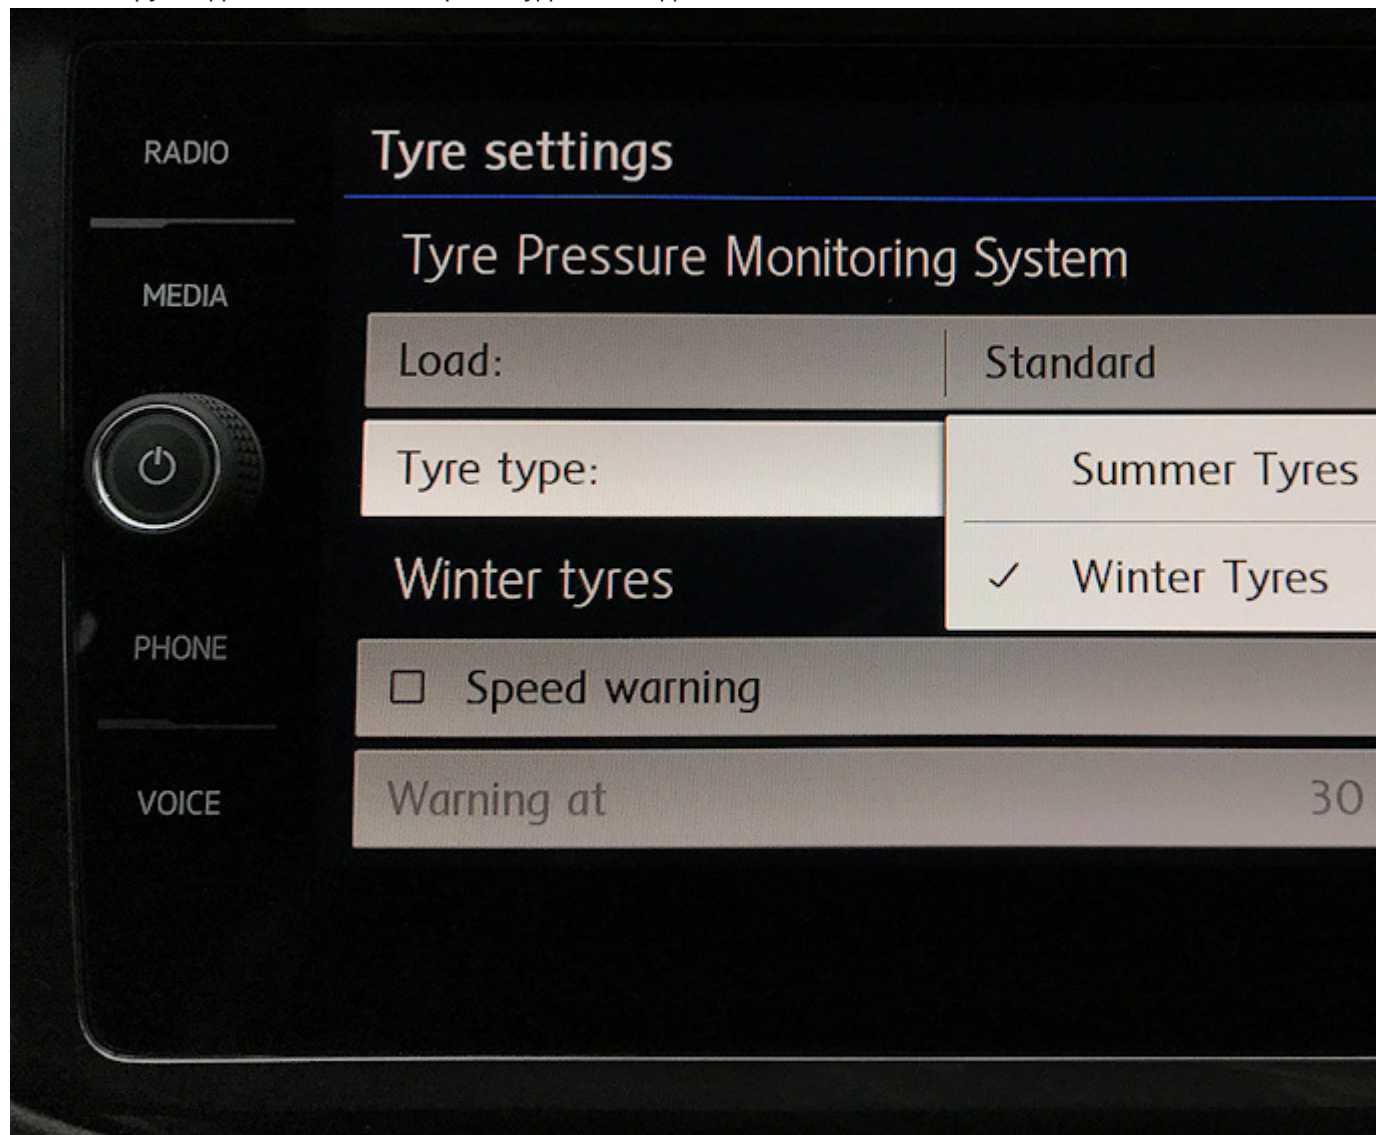 RADIO
Tyre settings
Tyre Pressure Monitoring System
MEDIA
Load: Standard
Tyre type: Summer Tyres
Winter tyres ✓ Winter Tyres
PHONE
Speed warning
VOICE
Warning at 30